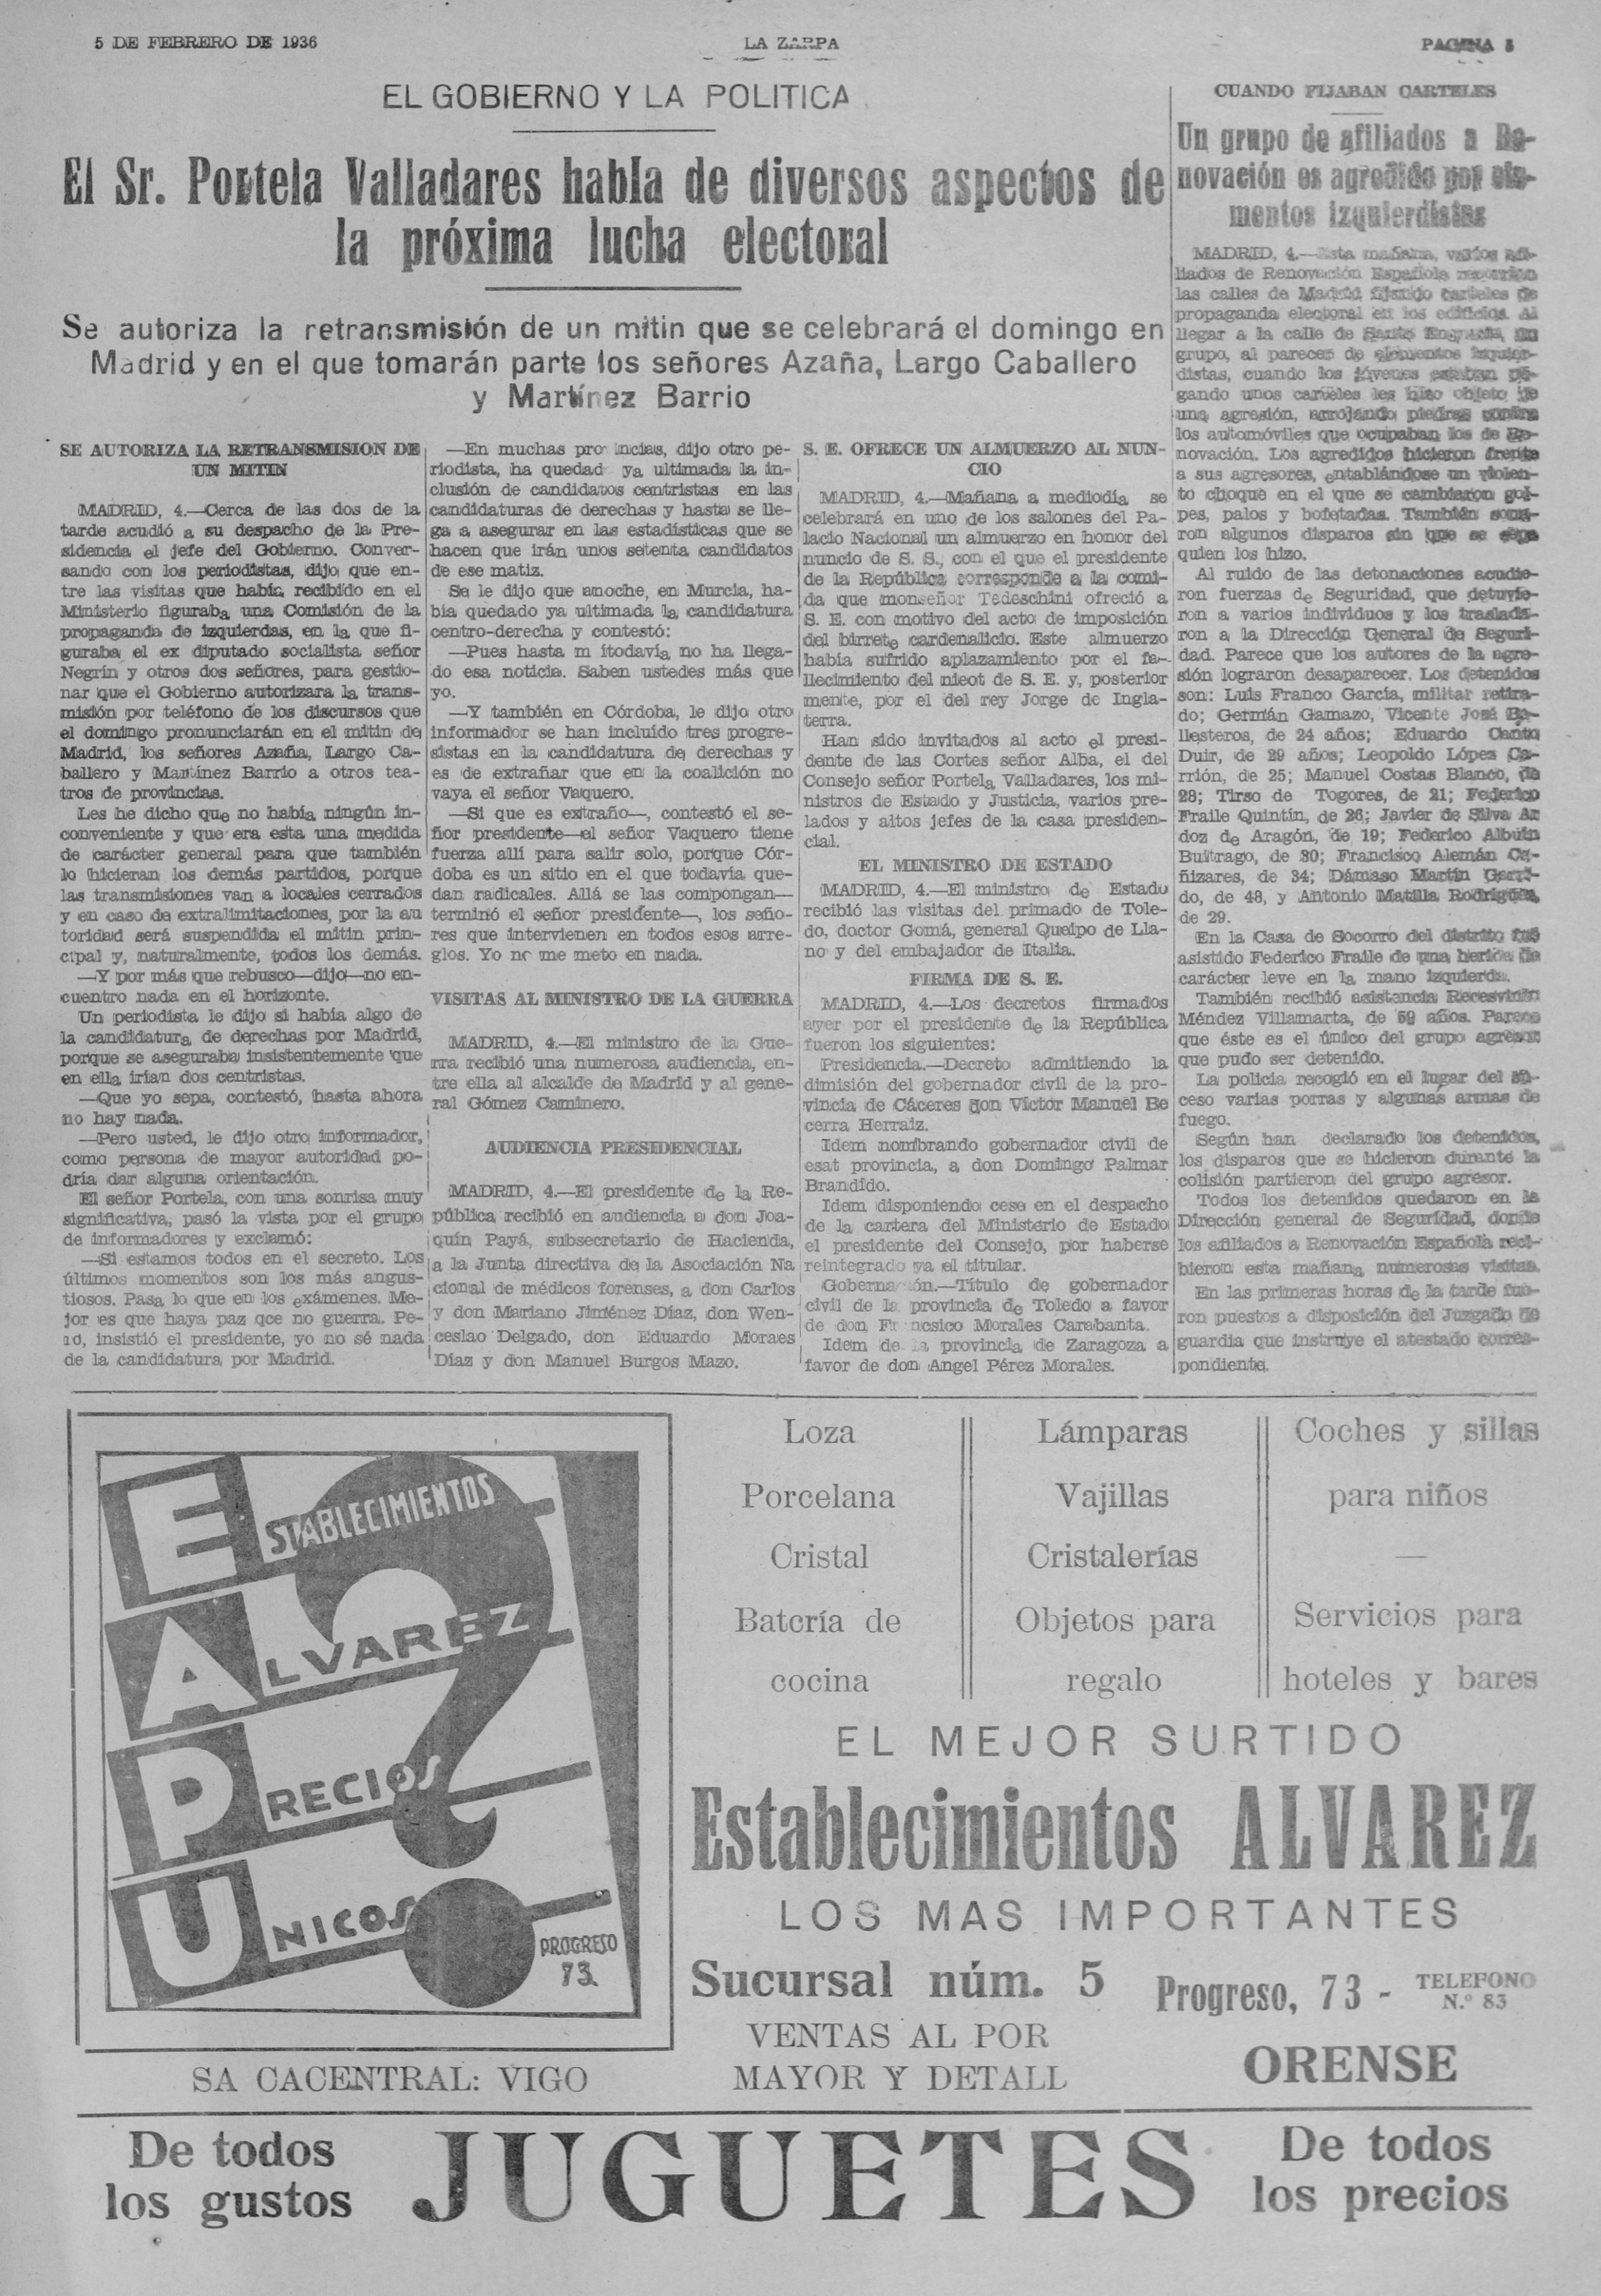 5 DE FEBRERO DE 1936
LA ZARPA
PAGINA
EL GOBIERNO Y LA POLITICA
El Sr. Portela Valladares habla de diversos aspectos de
la próxima lucha electoral
Se autoriza la retransmisión de un mitin que se celebrará el domingo en
Madrid y en el que tomarán parte los señores Azaña, Largo Caballero
y Martínez Barrio
SE AUTORIZA LA RETRANSMISION DE
UN MITIN
MADRID, 4.—Cerca de las dos de la
tarde acudió a su despacho de la Pre-
sidencia el jefe del Gobierno. Conver-
sando con los periodistas, dijo que en-
tre las visitas que había recibido en el
Ministerio figuraba una Comisión de la
propaganda de izquierdas, en la que fi-
guraba el ex diputado socialista señor
Negrín y otros dos señores, para gestio-
nar que el Gobierno autorizara la trans-
misión por teléfono de los discursos que
el domingo pronunciarán en el mitin de
Madrid, los señores Azaña, Largo Ca-
ballero y Martínez Barrio a otros tea-
tros de provincias.
Les he dicho que no había ningún in-
conveniente y que era esta una medida
de carácter general para que también
lo hicieran los demás partidos, porque
las transmisiones van a locales cerrados
y en caso de extralimitaciones, por la au
toridad será suspendida el mitin prin-
cipal y, naturalmente, todos los demás.
—Y por más que rebusco—dijo—no en-
cuentro nada en el horizonte.
Un periodista le dijo si había algo de
la candidatura de derechas por Madrid,
porque se aseguraba insistentemente que
en ella irían dos centristas.
—Que yo sepa, contestó, hasta ahora
no hay nada.
—Pero usted, le dijo otro informador,
como persona de mayor autoridad po-
dría dar alguna orientación.
El señor Portela, con una sonrisa muy
significativa, pasó la vista por el grupo
de informadores y exclamó:
—Si estamos todos en el secreto. Los
últimos momentos son los más angus-
tiosos. Pasa lo que en los exámenes. Me-
jor es que haya paz qce no guerra. Pe-
ro, insistió el presidente, yo no sé nada
de la candidatura por Madrid.
—En muchas pro incias, dijo otro pe-
riodista, ha quedad ya ultimada la in-
clusión de candidatos centristas en las
candidaturas de derechas y hasta se lle-
ga a asegurar en las estadísticas que se
hacen que irán unos setenta candidatos
de ese matiz.
Se le dijo que anoche, en Murcia, ha-
bía quedado ya ultimada la candidatura
centro-derecha y contestó:
—Pues hasta m itodavía no ha llega-
do esa noticia. Saben ustedes más que
yo.
—Y también en Córdoba, le dijo otro
informador se han incluído tres progre-
sistas en la candidatura de derechas y
es de extrañar que en la coalición no
vaya el señor Vaquero.
—Si que es extraño—, contestó el se-
ñor presidente—el señor Vaquero tiene
fuerza allí para salir solo, porque Cór-
doba es un sitio en el que todavía que-
dan radicales. Allá se las compongan—
terminó el señor presidente—, los seño-
res que intervienen en todos esos arre-
glos. Yo no me meto en nada.
VISITAS AL MINISTRO DE LA GUERRA
MADRID, 4.—El ministro de la Gue-
rra recibió una numerosa audiencia, en-
tre ella al alcalde de Madrid y al gene-
ral Gómez Caminero.
AUDIENCIA PRESIDENCIAL
MADRID, 4.—El presidente de la Re-
pública recibió en audiencia a don Joa-
quín Payá, subsecretario de Hacienda,
a la Junta directiva de la Asociación Na
cional de médicos forenses, a don Carlos
y don Mariano Jiménez Díaz, don Wen-
ceslao Delgado, don Eduardo Moraes
Díaz y don Manuel Burgos Mazo.
S. E. OFRECE UN ALMUERZO AL NUN-
CIO
MADRID, 4.—Mañana a mediodía se
celebrará en uno de los salones del Pa-
lacio Nacional un almuerzo en honor del
nuncio de S. S., con el que el presidente
de la República corresponde a la comi-
da que monseñor Tedeschini ofreció a
S. E. con motivo del acto de imposición
del birrete cardenalicio. Este almuerzo
había sufrido aplazamiento por el fa-
llecimiento del nieot de S. E. y, posterior
mente, por el del rey Jorge de Ingla-
terra.
Han sido invitados al acto el presi-
dente de las Cortes señor Alba, el del
Consejo señor Portela Valladares, los mi-
nistros de Estado y Justicia, varios pre-
lados y altos jefes de la casa presiden-
cial.
EL MINISTRO DE ESTADO
MADRID, 4.—El ministro de Estado
recibió las visitas del primado de Tole-
do, doctor Gomá, general Queipo de Lla-
no y del embajador de Italia.
FIRMA DE S. E.
MADRID, 4.—Los decretos firmados
ayer por el presidente de la República
fueron los siguientes:
Presidencia.—Decreto admitiendo la
dimisión del gobernador civil de la pro-
vincia de Cáceres don Víctor Manuel Be
cerra Herraiz.
Idem nombrando gobernador civil de
esat provincia, a don Domingo Palmar
Brandido.
Idem disponiendo cese en el despacho
de la cartera del Ministerio de Estado
el presidente del Consejo, por haberse
reintegrado ya el titular.
Gobernación.—Título de gobernador
civil de la provincia de Toledo a favor
de don Fr ncsico Morales Carabanta.
Idem de la provincia de Zaragoza a
favor de don Angel Pérez Morales.
CUANDO FIJABAN CARTELES
Un grupo de afiliados a Re-
novación es agredido por ele-
mentos izquierdistas
MADRID, 4.—Esta mañana, varios afi-
liados de Renovación Española recorrían
las calles de Madrid fijando carteles de
propaganda electoral en los edificios. Al
llegar a la calle de Santa Engracia, un
grupo, al parecer de elementos izquier-
distas, cuando los jóvenes estaban pe-
gando unos carteles les hizo objeto de
una agresión, arrojando piedras contra
los automóviles que ocupaban los de Re-
novación. Los agredidos hicieron frente
a sus agresores, entablándose un violen-
to choque en el que se cambiaron gol-
pes, palos y bofetadas. También sona-
ron algunos disparos sin que se sepa
quien los hizo.
Al ruido de las detonaciones acudie-
ron fuerzas de Seguridad, que detuvie-
ron a varios individuos y los traslada-
ron a la Dirección General de Seguri-
dad. Parece que los autores de la agre-
sión lograron desaparecer. Los detenidos
son: Luis Franco García, militar retira-
do; Germán Gamazo, Vicente José Ba-
llesteros, de 24 años; Eduardo Canto
Duir, de 29 años; Leopoldo López Ca-
rrión, de 25; Manuel Costas Blanco, de
28; Tirso de Togores, de 21; Federico
Fraile Quintín, de 26; Javier de Silva Az
doz de Aragón, de 19; Federico Albuín
Buitrago, de 30; Francisco Alemán Ca-
ñizares, de 34; Dámaso Martín Garri-
do, de 48, y Antonio Matilla Rodríguez,
de 29.
En la Casa de Socorro del distrito fué
asistido Federico Fraile de una herida de
carácter leve en la mano izquierda.
También recibió asistencia Recesvinto
Méndez Villamarta, de 59 años. Parece
que éste es el único del grupo agresor
que pudo ser detenido.
La policía recogió en el lugar del su-
ceso varias porras y algunas armas de
fuego.
Según han declarado los detenidos,
los disparos que se hicieron durante la
colisión partieron del grupo agresor.
Todos los detenidos quedaron en la
Dirección general de Seguridad, donde
los afiliados a Renovación Española reci-
bieron esta mañana numerosas visitas.
En las primeras horas de la tarde fue-
ron puestos a disposición del Juzgado de
guardia que instruye el atestado corres-
pondiente.
ESTABLECIMIENTOS
ALVAREZ
PRECIOS
UNICOS
PROGRESO
73
SA CACENTRAL: VIGO
Loza
Porcelana
Cristal
Batería de
cocina
Lámparas
Vajillas
Cristalerías
Objetos para
regalo
Coches y sillas
para niños
—
Servicios para
hoteles y bares
EL MEJOR SURTIDO
Establecimientos ALVAREZ
LOS MAS IMPORTANTES
Sucursal núm. 5
Progreso, 73 - TELEFONO
N.º 83
VENTAS AL POR
MAYOR Y DETALL
ORENSE
De todos
los gustos
JUGUETES
De todos
los precios